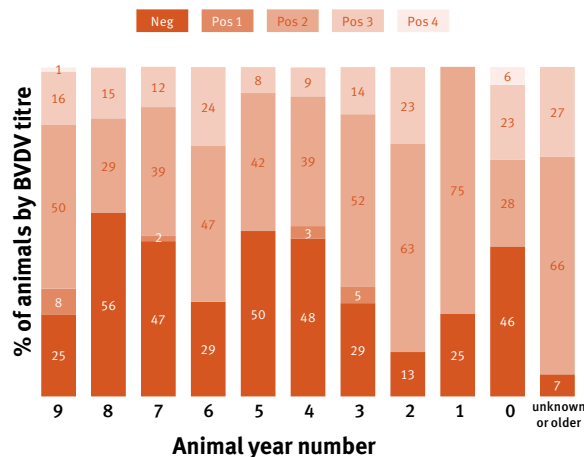 Neg Pos 1 Pos 2 Pos 3 Pos 4
% of animals by BVDV titre
1 6
16 15 12 24 8 9 14 23 23 27
50 29 39 47 42 39 52 63 75 28 66
8 2 3 5
25 56 47 29 50 48 29 13 25 46 7
9 8 7 6 5 4 3 2 1 0 unknown
or older
Animal year number